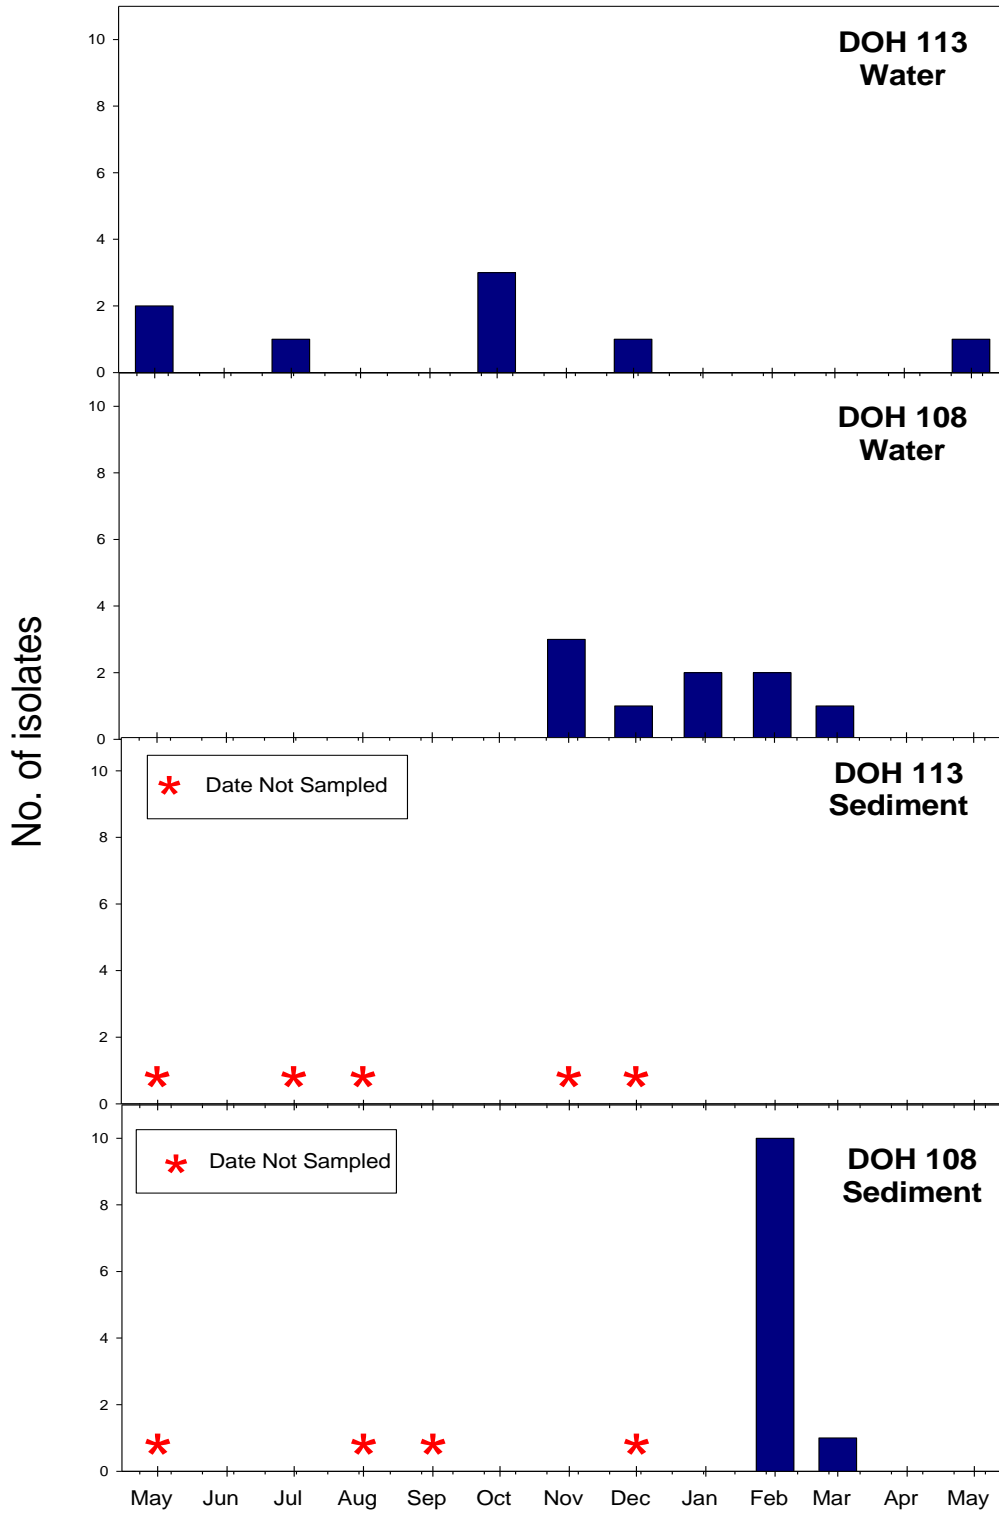 No. of isolates
10
8
6
4
2
0
DOH 113
Water
10
8
6
4
2
0
DOH 108
Water
10
8
6
4
2
0
* Date Not Sampled
DOH 113
Sediment
* * * * *
10
8
6
4
2
0
* Date Not Sampled
DOH 108
Sediment
* * * *
May Jun Jul Aug Sep Oct Nov Dec Jan Feb Mar Apr May